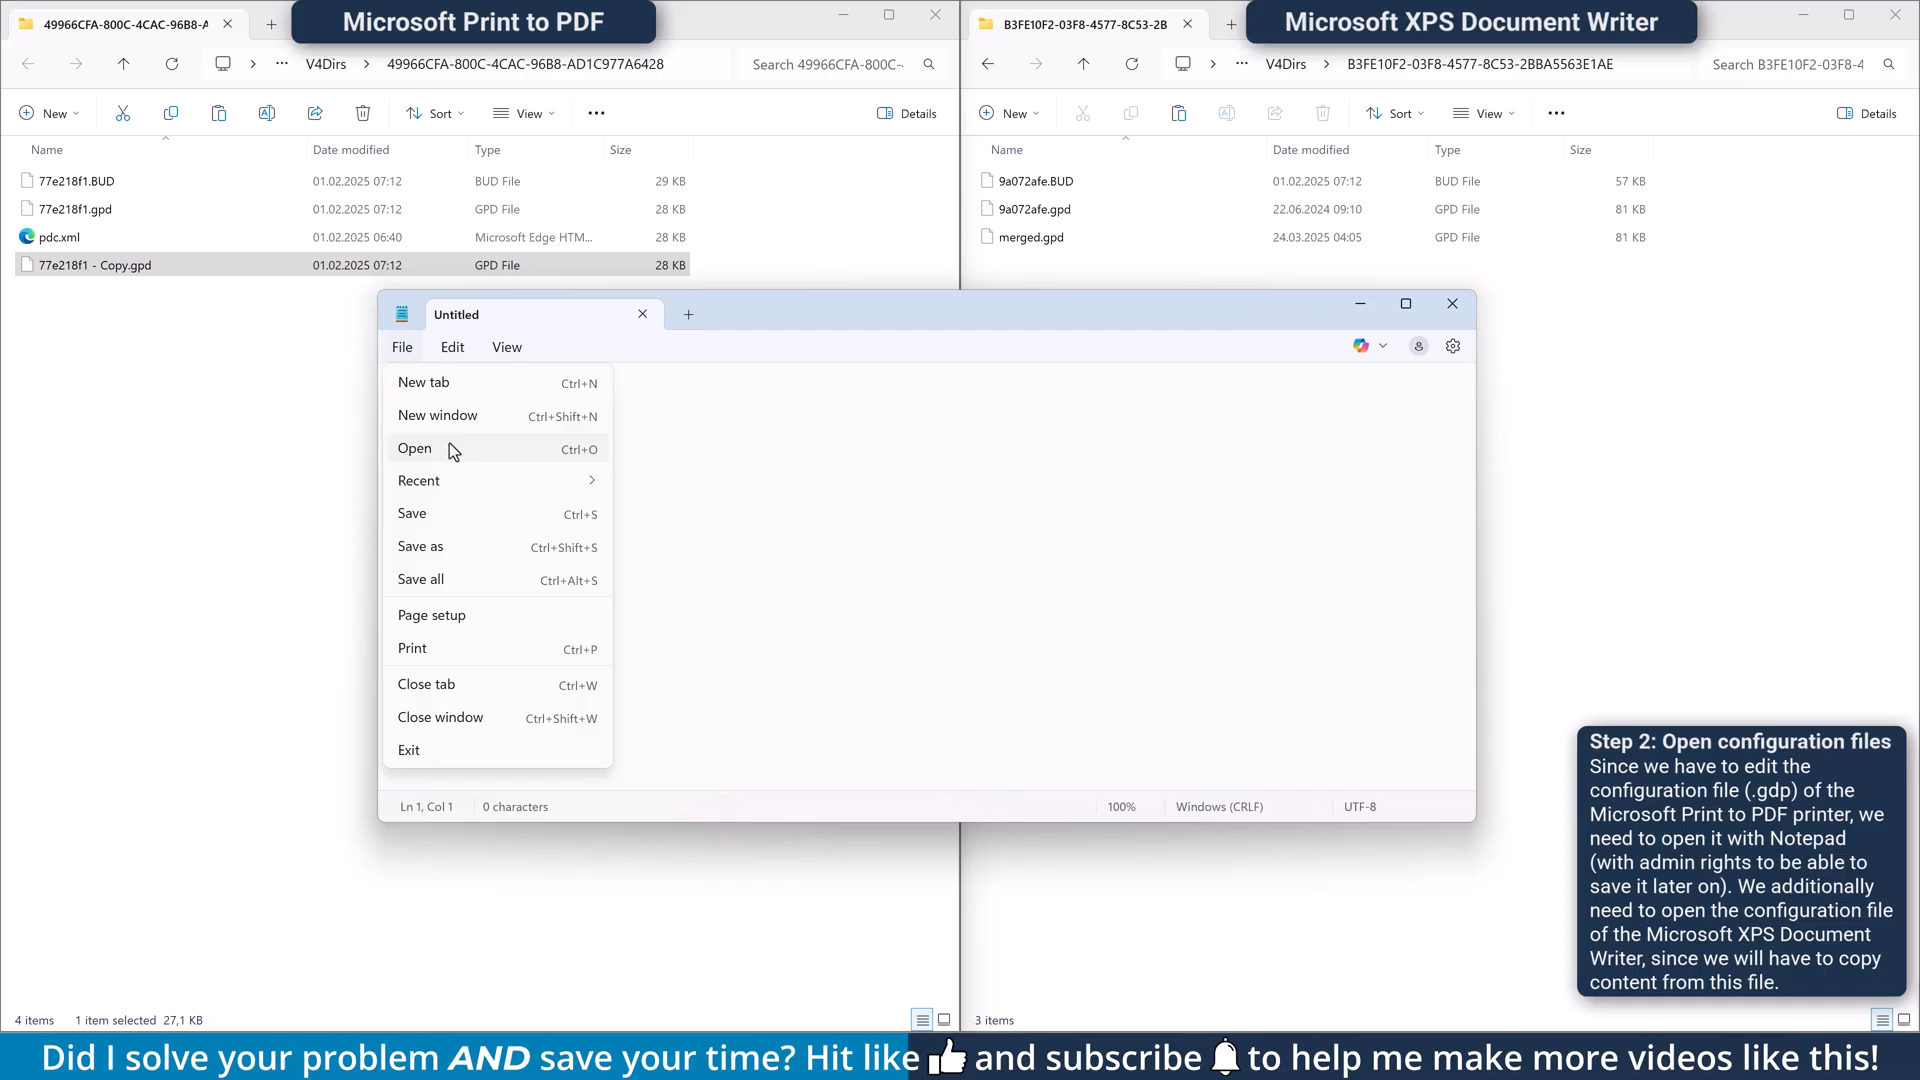 49966CFA-800C-4CAC-96B8-A
Microsoft Print to PDF
V4Dirs
49966CFA-800C-4CAC-96B8-AD1C977A6428
Search 49966CFA-800C-
New
Sort
View
Details
Name
Date modified
Type
Size
77e218f1.BUD
01.02.2025 07:12
BUD File
29 KB
77e218f1.gpd
01.02.2025 07:12
GPD File
28 KB
pdc.xml
01.02.2025 06:40
Microsoft Edge HTM...
28 KB
77e218f1 - Copy.gpd
01.02.2025 07:12
GPD File
28 KB
B3FE10F2-03F8-4577-8C53-2B
Microsoft XPS Document Writer
V4Dirs
B3FE10F2-03F8-4577-8C53-2BBA5563E1AE
Search B3FE10F2-03F8-4
New
Sort
View
Details
Name
Date modified
Type
Size
9a072afe.BUD
01.02.2025 07:12
BUD File
57 KB
9a072afe.gpd
22.06.2024 09:10
GPD File
81 KB
merged.gpd
24.03.2025 04:05
GPD File
81 KB
Untitled
File
Edit
View
New tab
Ctrl+N
New window
Ctrl+Shift+N
Open
Ctrl+O
Recent
Save
Ctrl+S
Save as
Ctrl+Shift+S
Save all
Ctrl+Alt+S
Page setup
Print
Ctrl+P
Close tab
Ctrl+W
Close window
Ctrl+Shift+W
Exit
Ln 1, Col 1
0 characters
100%
Windows (CRLF)
UTF-8
Step 2: Open configuration files
Since we have to edit the
configuration file (.gdp) of the
Microsoft Print to PDF printer, we
need to open it with Notepad
(with admin rights to be able to
save it later on). We additionally
need to open the configuration file
of the Microsoft XPS Document
Writer, since we will have to copy
content from this file.
4 items
1 item selected 27,1 KB
3 items
Did I solve your problem AND save your time? Hit like and subscribe to help me make more videos like this!